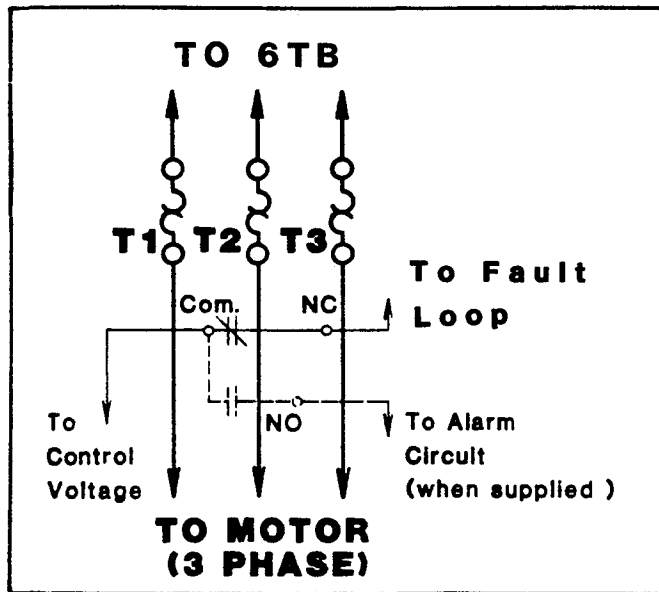 TO 6TB
T1 T2 T3
To Fault
Loop
Com. NC
NO
To
Control
Voltage
To Alarm
Circuit
(when supplied )
TO MOTOR
(3 PHASE)